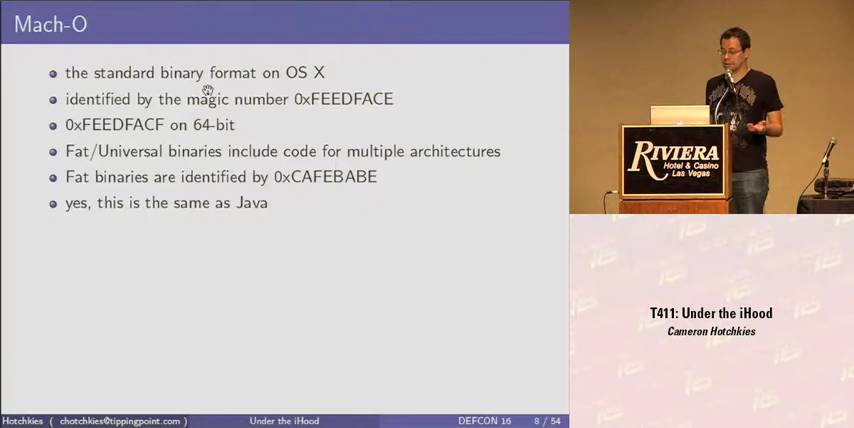 Mach-O
the standard binary format on OS X
identified by the magic number 0xFEEDFACE
0xFEEDFACF on 64-bit
Fat/Universal binaries include code for multiple architectures
Fat binaries are identified by 0xCAFEBABE
yes, this is the same as Java
Hotchkies ( chotchkies@tippingpoint.com ) Under the iHood DEFCON 16 8 / 54
RIVIERA
Hotel & Casino
Las Vegas
T411: Under the iHood
Cameron Hotchkies